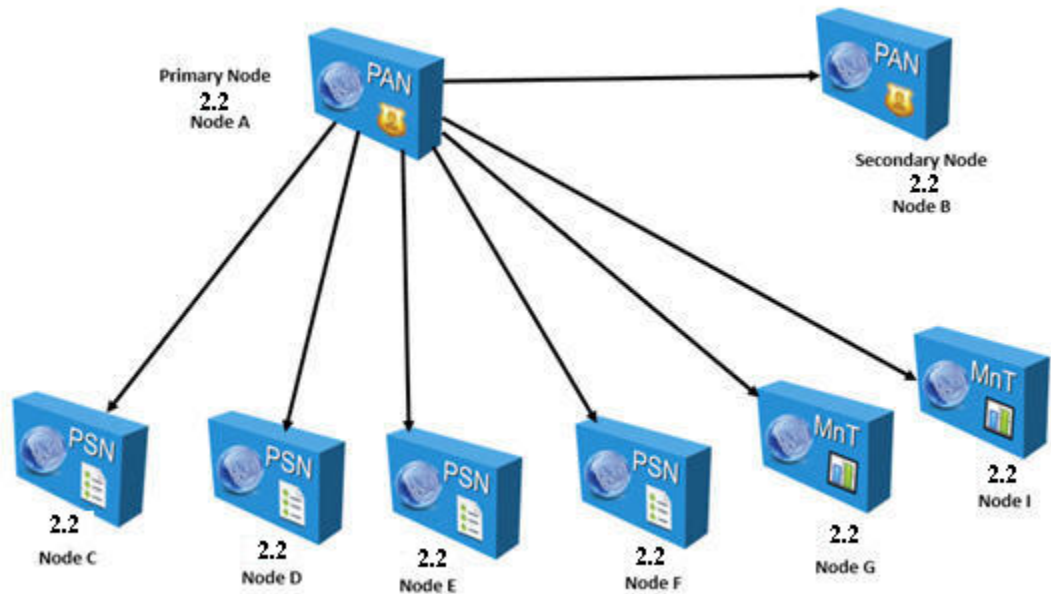 Primary Node
2.2
Node A
PAN
PAN
Secondary Node
2.2
Node B
PSN
2.2
Node C
PSN
2.2
Node D
PSN
2.2
Node E
PSN
2.2
Node F
MnT
2.2
Node G
MnT
2.2
Node I